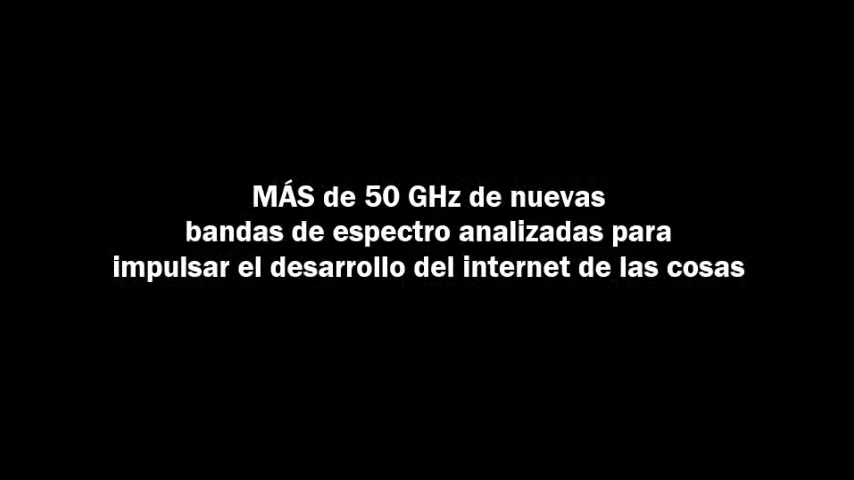 MÁS de 50 GHz de nuevas
bandas de espectro analizadas para
impulsar el desarrollo del internet de las cosas